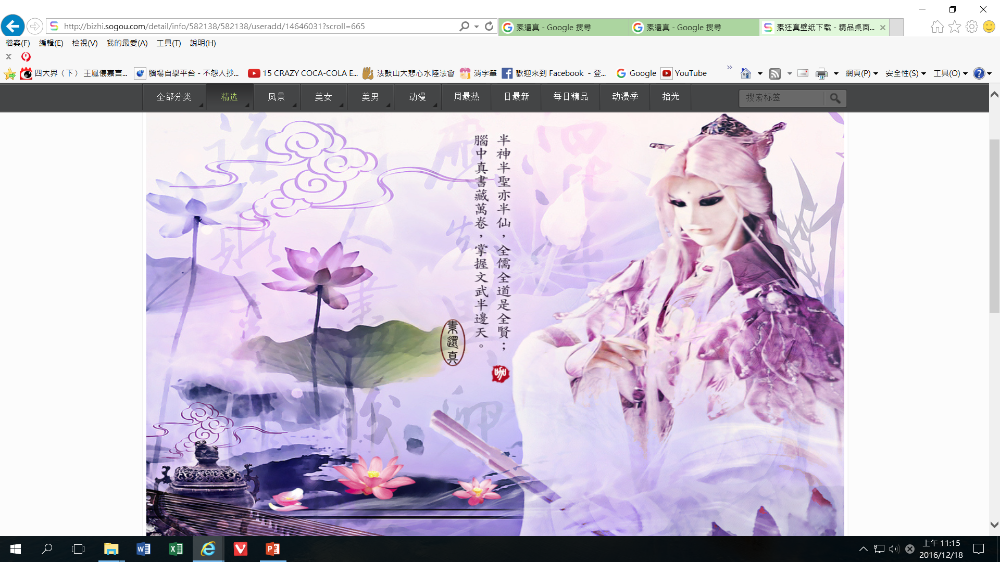 http://bizhi.sogou.com/detail/info/582138/582138/useradd/14646031?scroll=665
素還真 - Google 搜尋
素還真 - Google 搜尋
素还真壁纸下载 - 精品桌面...
檔案(F) 編輯(E) 檢視(V) 我的最愛(A) 工具(T) 說明(H)
四大界〈下〉 王鳳儀嘉言...
腦場自學平台 - 不怨人抄...
15 CRAZY COCA-COLA E...
法鼓山大悲心水陸法會
消字筆
歡迎來到 Facebook - 登...
Google
YouTube
網頁(P)
安全性(S)
工具(O)
全部分类 精选 风景 美女 美男 动漫 周最热 日最新 每日精品 动漫季 拾光
搜索标签
半神半聖亦半仙，全儒全道是全賢；
腦中真書藏萬卷，掌握文武半邊天。
素還真
上午 11:15
2016/12/18